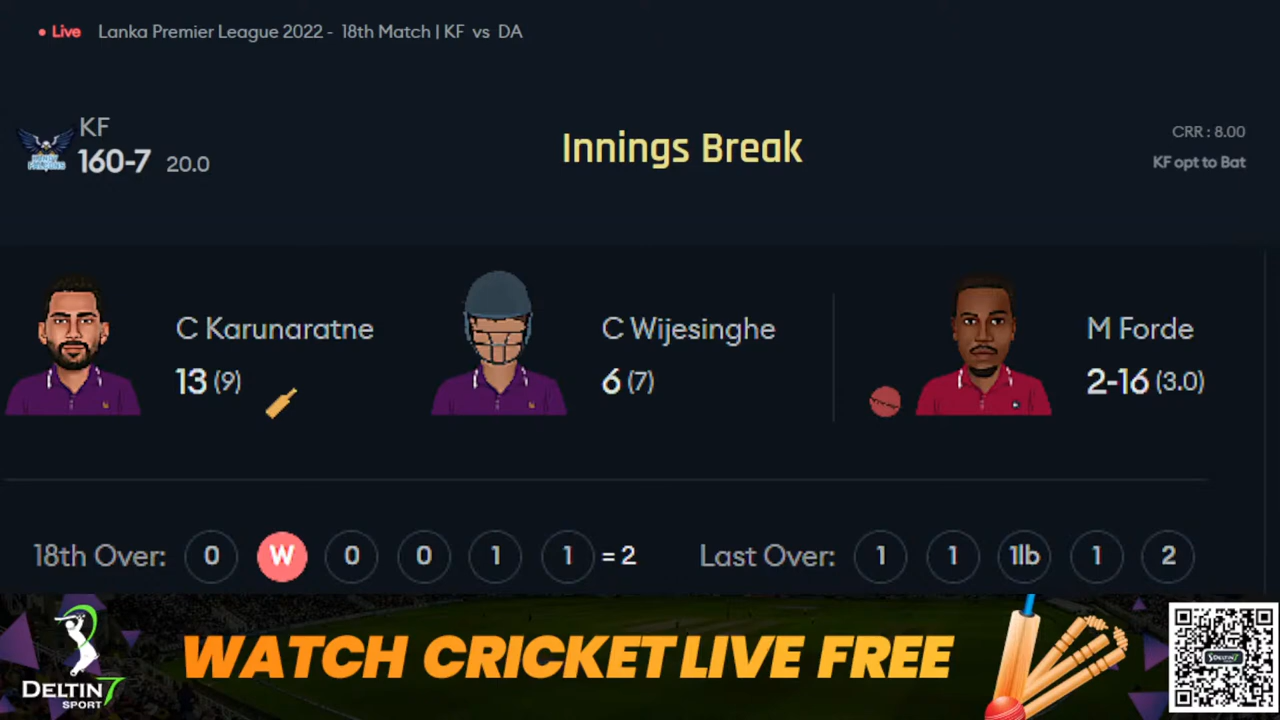 Live Lanka Premier League 2022 - 18th Match | KF vs DA
KF
160-7 20.0
Innings Break
CRR : 8.00
KF opt to Bat
C Karunaratne
13 (9)
C Wijesinghe
6 (7)
M Forde
2-16 (3.0)
18th Over: 0 W 0 0 1 1 = 2
Last Over: 1 1 1lb 1 2
WATCH CRICKET LIVE FREE
DELTIN7
SPORT